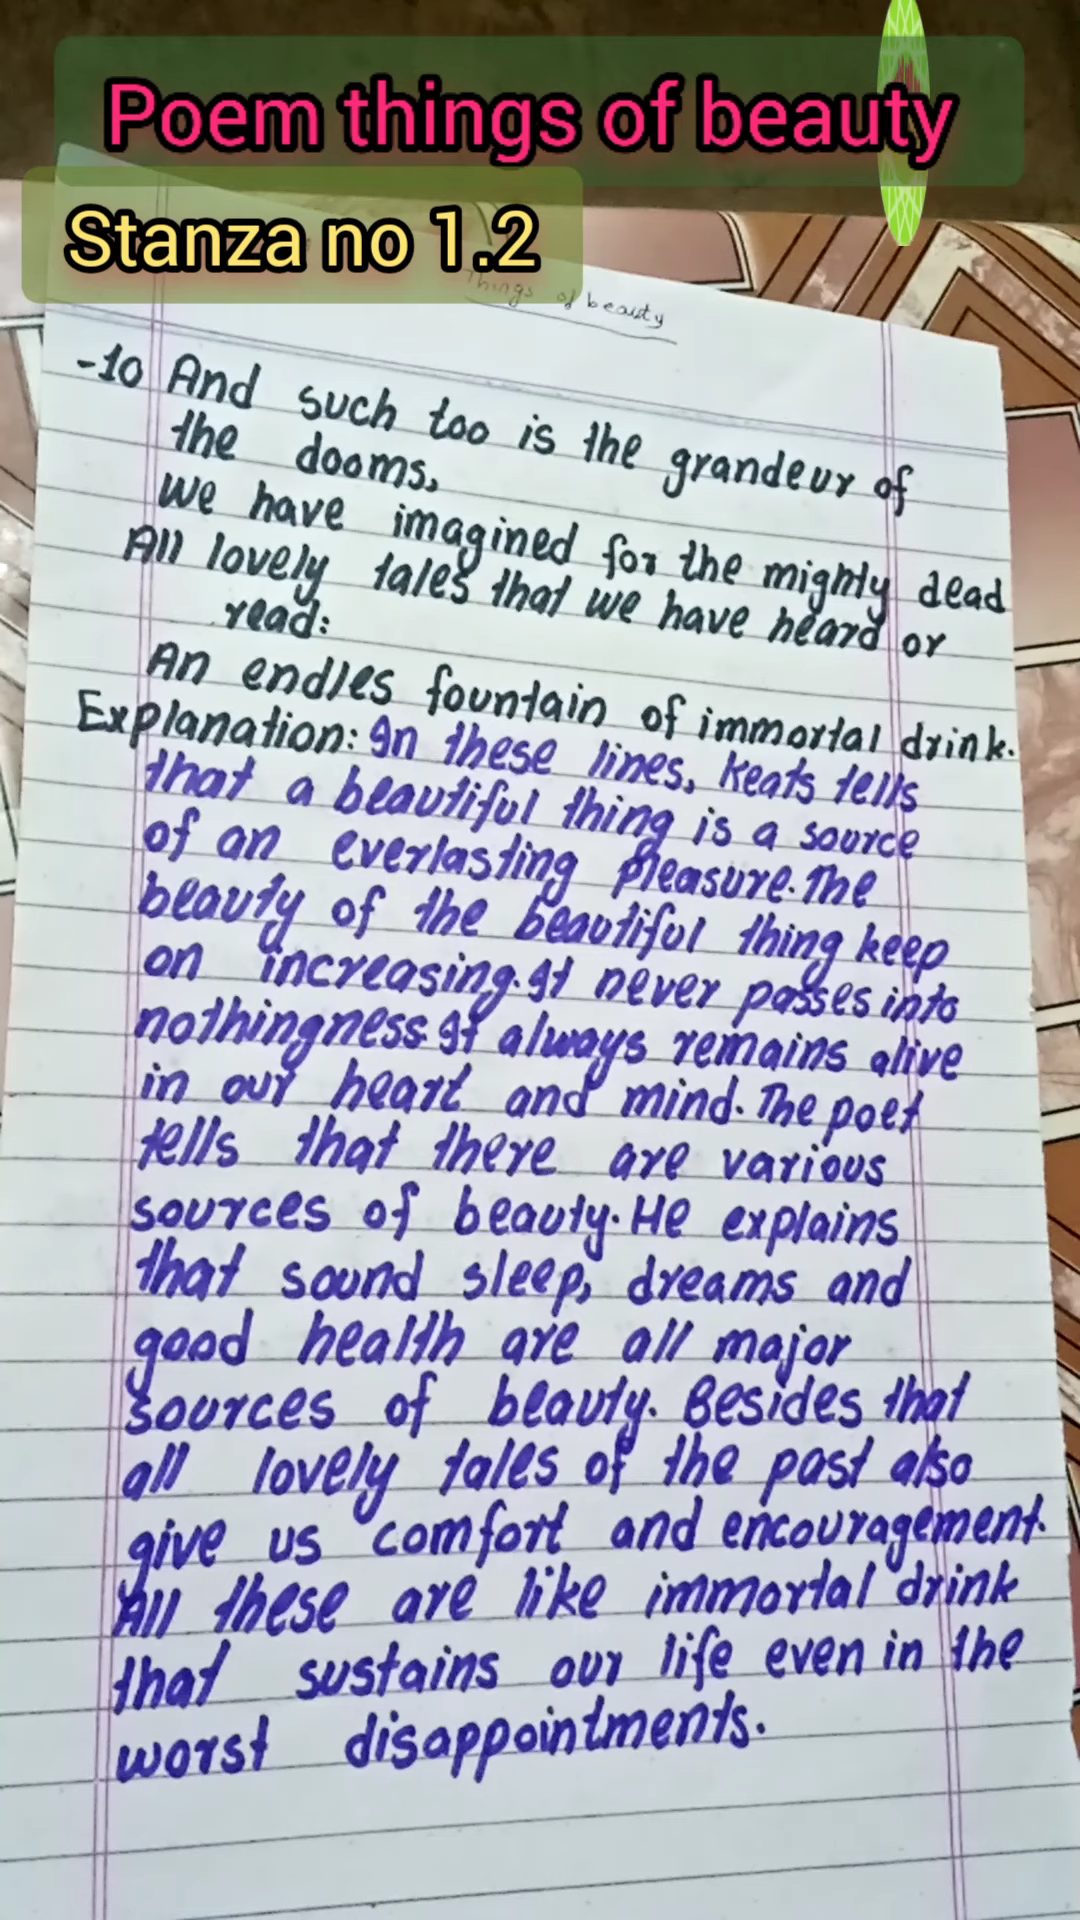 Poem things of beauty
Stanza no 1.2
Things of beauty
-10 And such too is the grandeur of
the dooms,
we have imagined for the mighty dead
All lovely tales that we have heard or
read:
An endles fountain of immortal drink.
Explanation: In these lines, Keats tells
that a beautiful thing is a source
of an everlasting pleasure. The
beauty of the beautiful thing keep
on increasing. It never passes into
nothingness. It always remains alive
in our heart and mind. The poet
tells that there are various
sources of beauty. He explains
that sound sleep, dreams and
good health are all major
sources of beauty. Besides that
all lovely tales of the past also
give us comfort and encouragement.
All these are like immortal drink
that sustains our life even in the
worst disappointments.